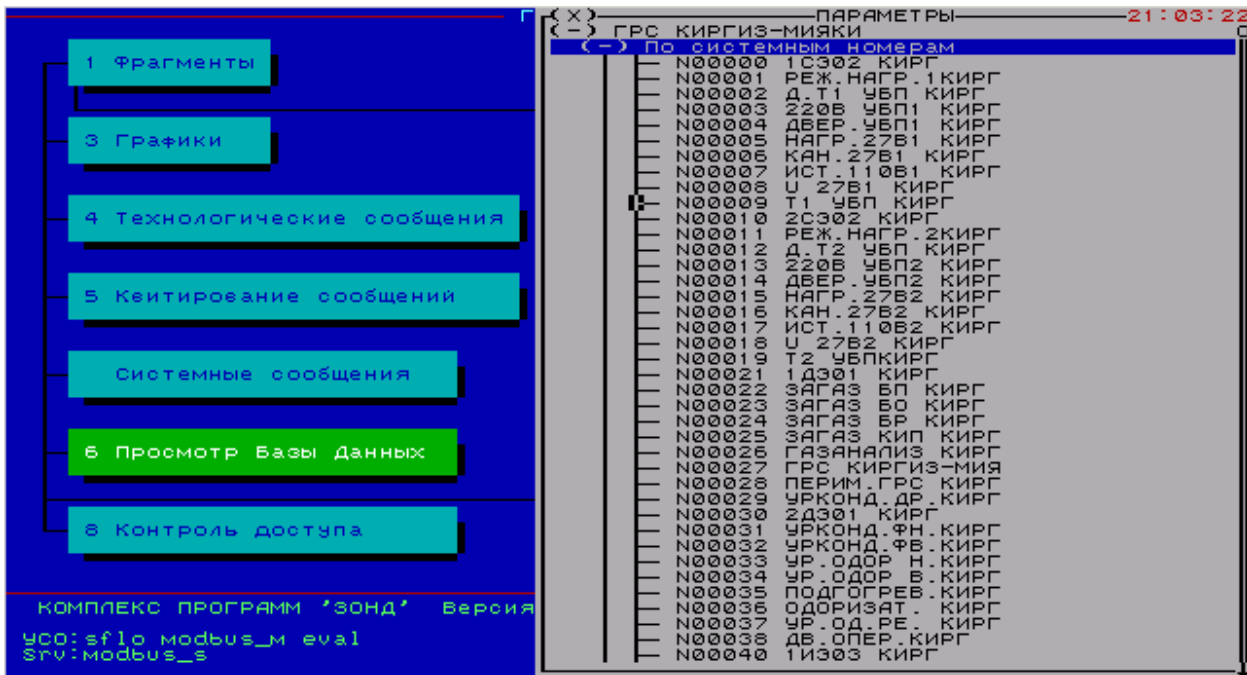 Г
1 Фрагменты
3 Графики
4 Технологические сообщения
5 Квитирование сообщений
Системные сообщения
6 Просмотр Базы Данных
8 Контроль доступа
КОМПЛЕКС ПРОГРАММ 'ЗОНД' Версия
УСО:sflo modbus_m eval
Srv:modbus_s
(X) ПАРАМЕТРЫ 21:03:22
(-) ГРС КИРГИЗ-МИЯКИ
(-) По системным номерам
N00000 1СЭ02 КИРГ
N00001 РЕЖ.НАГР.1КИРГ
N00002 Д.Т1 УБП КИРГ
N00003 220В УБП1 КИРГ
N00004 ДВЕР.УБП1 КИРГ
N00005 НАГР.27В1 КИРГ
N00006 КАН.27В1 КИРГ
N00007 ИСТ.110В1 КИРГ
N00008 U 27В1 КИРГ
N00009 Т1 УБП КИРГ
N00010 2СЭ02 КИРГ
N00011 РЕЖ.НАГР.2КИРГ
N00012 Д.Т2 УБП КИРГ
N00013 220В УБП2 КИРГ
N00014 ДВЕР.УБП2 КИРГ
N00015 НАГР.27В2 КИРГ
N00016 КАН.27В2 КИРГ
N00017 ИСТ.110В2 КИРГ
N00018 U 27В2 КИРГ
N00019 Т2 УБПКИРГ
N00021 1ДЭ01 КИРГ
N00022 ЗАГАЗ БП КИРГ
N00023 ЗАГАЗ БО КИРГ
N00024 ЗАГАЗ БР КИРГ
N00025 ЗАГАЗ КИП КИРГ
N00026 ГАЗАНАЛИЗ КИРГ
N00027 ГРС КИРГИЗ-МИЯ
N00028 ПЕРИМ.ГРС КИРГ
N00029 УРКОНД.ДР.КИРГ
N00030 2ДЭ01 КИРГ
N00031 УРКОНД.ФН.КИРГ
N00032 УРКОНД.ФВ.КИРГ
N00033 УР.ОДОР Н.КИРГ
N00034 УР.ОДОР В.КИРГ
N00035 ПОДГОГРЕВ.КИРГ
N00036 ОДОРИЗАТ. КИРГ
N00037 УР.ОД.РЕ. КИРГ
N00038 ДВ.ОПЕР.КИРГ
N00040 1ИЭ03 КИРГ